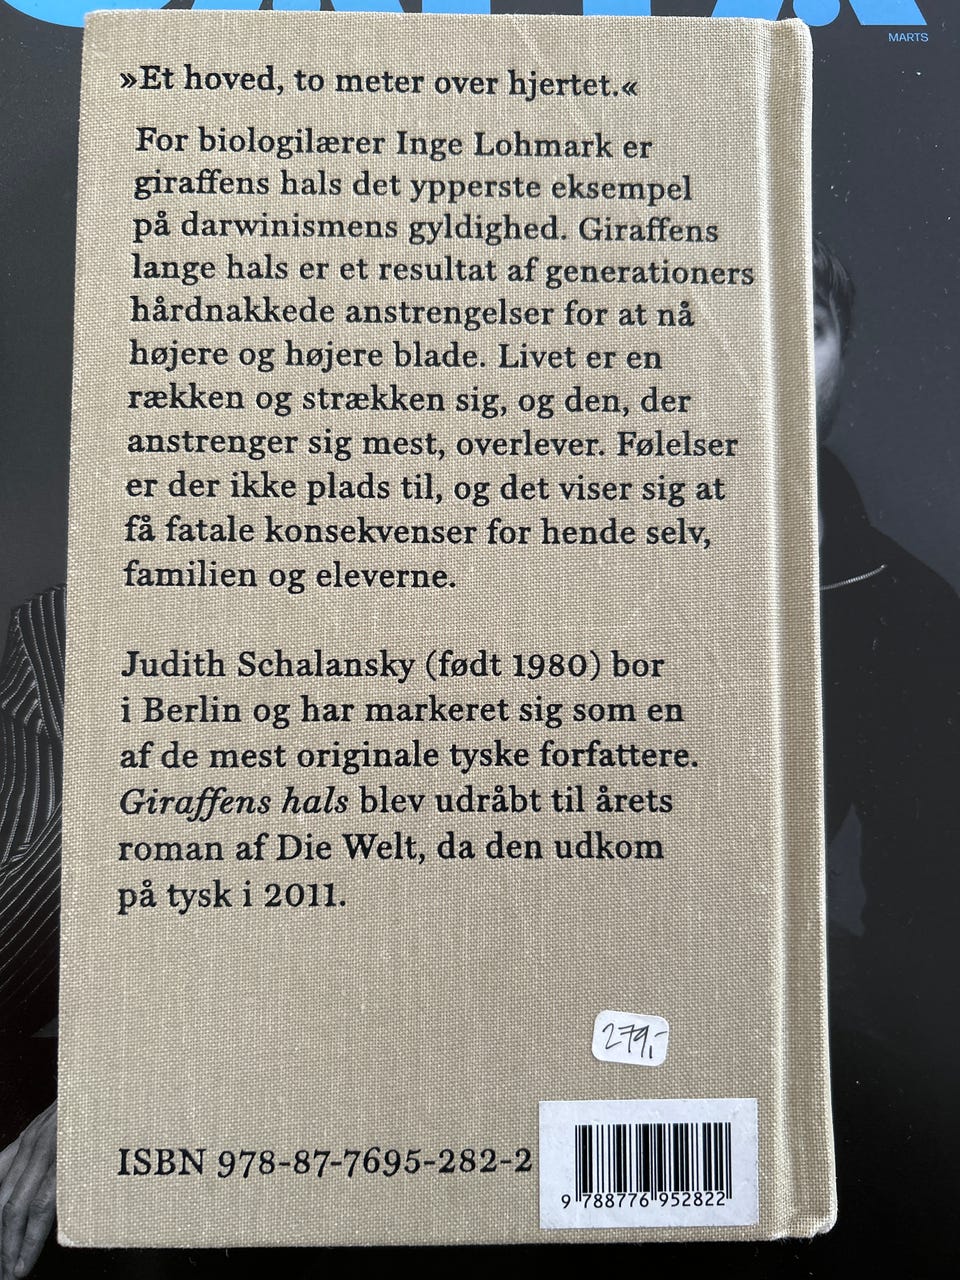 MARTS
»Et hoved, to meter over hjertet.«
For biologilærer Inge Lohmark er
giraffens hals det ypperste eksempel
på darwinismens gyldighed. Giraffens
lange hals er et resultat af generationers
hårdnakkede anstrengelser for at nå
højere og højere blade. Livet er en
rækken og strækken sig, og den, der
anstrenger sig mest, overlever. Følelser
er der ikke plads til, og det viser sig at
få fatale konsekvenser for hende selv,
familien og eleverne.
Judith Schalansky (født 1980) bor
i Berlin og har markeret sig som en
af de mest originale tyske forfattere.
Giraffens hals blev udråbt til årets
roman af Die Welt, da den udkom
på tysk i 2011.
279,-
ISBN 978-87-7695-282-2
9 788776 952822